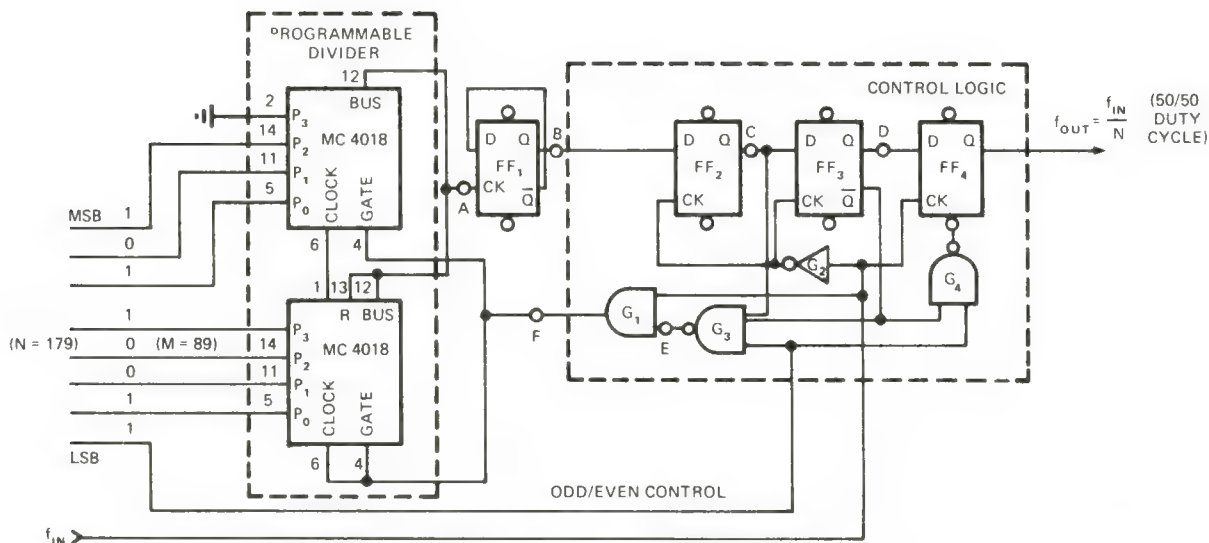 PROGRAMMABLE
DIVIDER
12
BUS
2
P3
14
P2
MC 4018
11
P1
5
P0
CLOCK
GATE
6
4
MSB 1
0
1
D Q
FF1
CK Q
A
B
CONTROL LOGIC
D Q
FF2
CK
C
D Q
FF3
CK
Q
D
D Q
FF4
CK
G2
G4
G1
G3
E
F
fOUT = fIN / N (50/50
DUTY
CYCLE)
1 13 12
R BUS
1
P3
(N = 179) 0 (M = 89) 14
P2
MC 4018
0 11
P1
1 5
P0
CLOCK
GATE
1
LSB
6 4
ODD/EVEN CONTROL
fIN